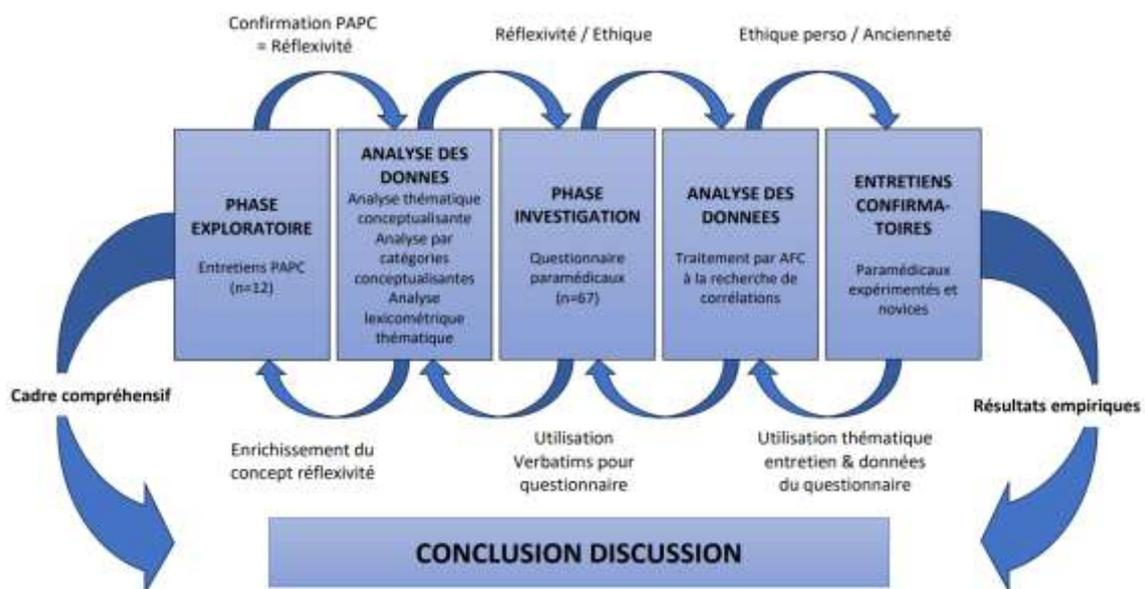 Confirmation PAPC
= Réflexivité
Réflexivité / Ethique
Ethique perso / Ancienneté
PHASE
EXPLORATOIRE
Entretiens PAPC
(n=12)
ANALYSE DES
DONNES
Analyse thématique
conceptualisante
Analyse par
catégories
conceptualisantes
Analyse
lexicométrique
thématique
PHASE
INVESTIGATION
Questionnaire
paramédicaux
(n=67)
ANALYSE DES
DONNEES
Traitement par AFC
à la recherche de
corrélations
ENTRETIENS
CONFIRMA-
TOIRES
Paramédicaux
expérimentés et
novices
Cadre compréhensif
Résultats empiriques
Enrichissement du
concept réflexivité
Utilisation
Verbatims pour
questionnaire
Utilisation thématique
entretien & données
du questionnaire
CONCLUSION DISCUSSION